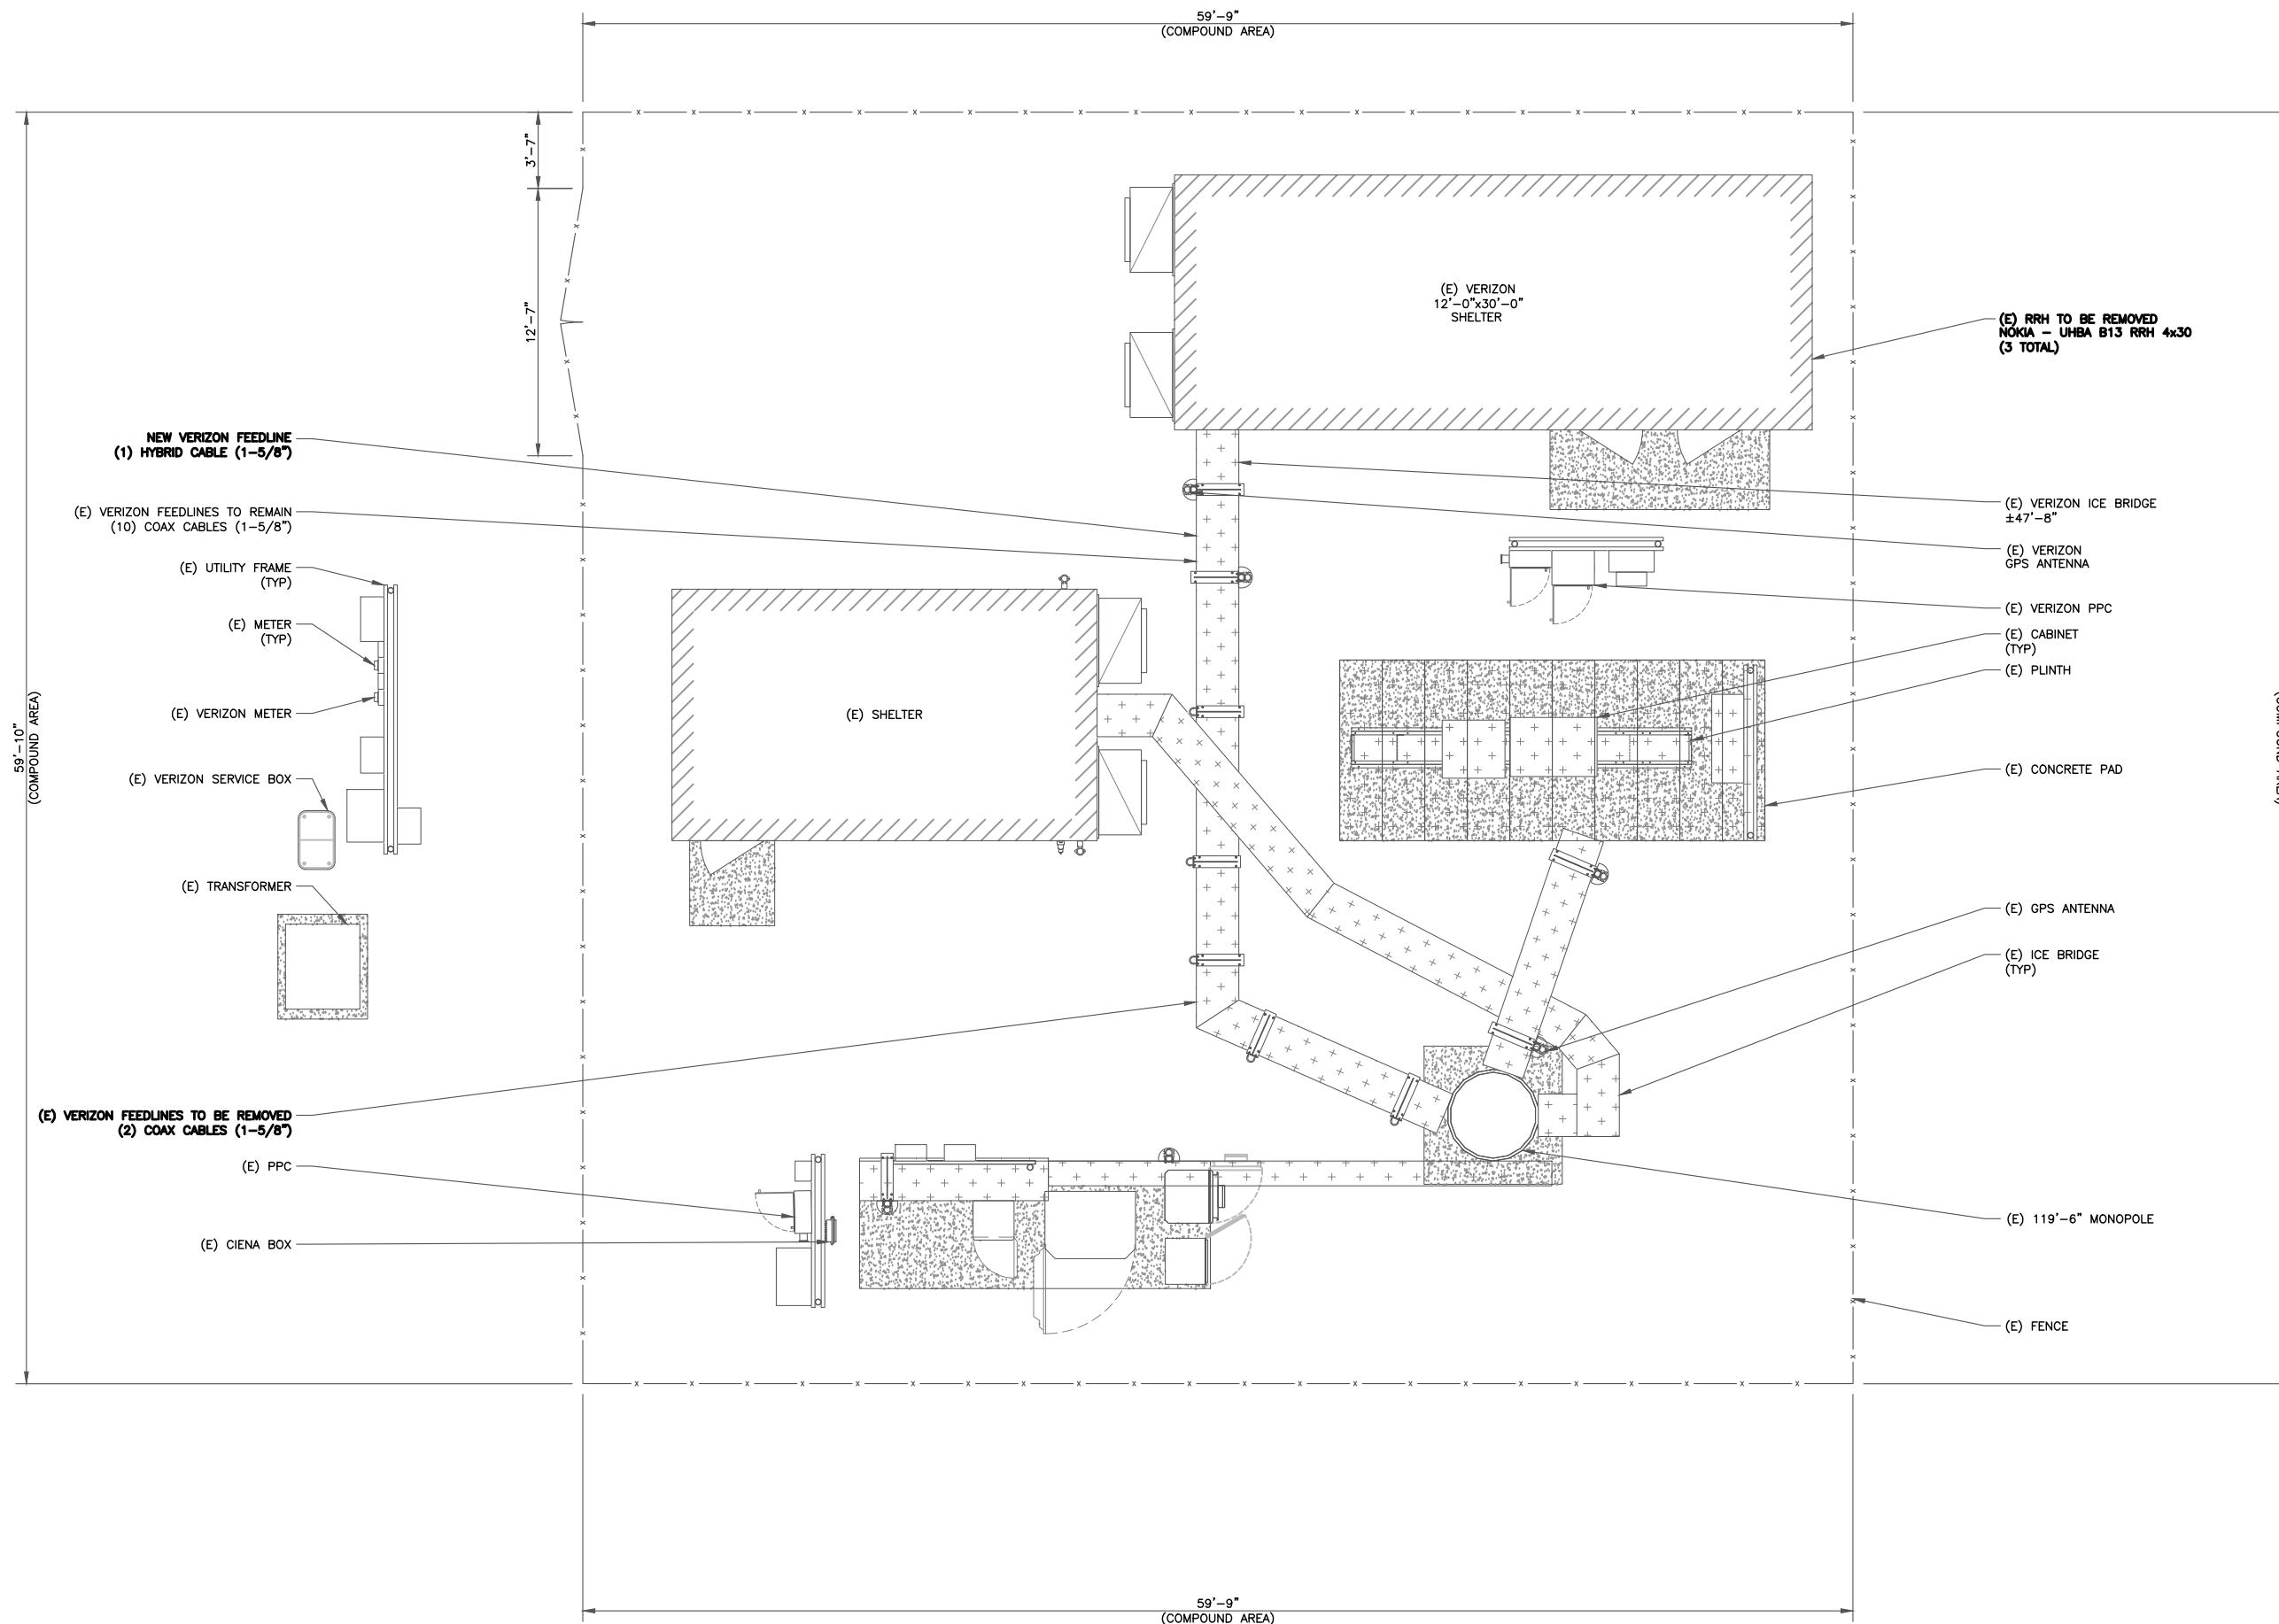 59'-9"
(COMPOUND AREA)
3'-7"
12'-7"
59'-10"
(COMPOUND AREA)
(E) VERIZON
12'-0"x30'-0"
SHELTER
(E) RRH TO BE REMOVED
NOKIA - UHBA B13 RRH 4x30
(3 TOTAL)
NEW VERIZON FEEDLINE
(1) HYBRID CABLE (1-5/8")
(E) VERIZON FEEDLINES TO REMAIN
(10) COAX CABLES (1-5/8")
(E) UTILITY FRAME
(TYP)
(E) METER
(TYP)
(E) VERIZON METER
(E) VERIZON SERVICE BOX
(E) TRANSFORMER
(E) VERIZON FEEDLINES TO BE REMOVED
(2) COAX CABLES (1-5/8")
(E) PPC
(E) CIENA BOX
(E) SHELTER
(E) VERIZON ICE BRIDGE
±47'-8"
(E) VERIZON
GPS ANTENNA
(E) VERIZON PPC
(E) CABINET
(TYP)
(E) PLINTH
(E) CONCRETE PAD
(E) GPS ANTENNA
(E) ICE BRIDGE
(TYP)
(E) 119'-6" MONOPOLE
(E) FENCE
59'-9"
(COMPOUND AREA)